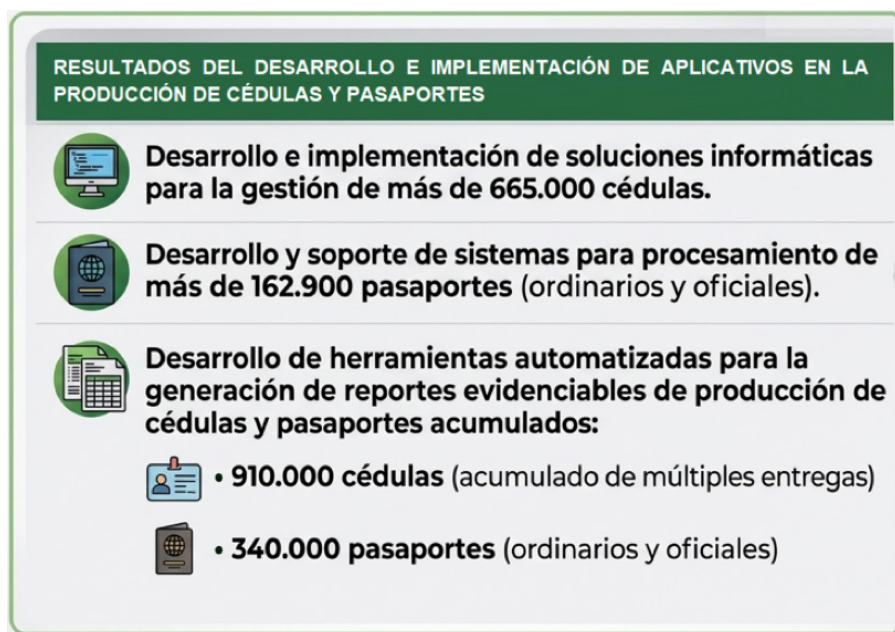 RESULTADOS DEL DESARROLLO E IMPLEMENTACIÓN DE APLICATIVOS EN LA
PRODUCCIÓN DE CÉDULAS Y PASAPORTES
Desarrollo e implementación de soluciones informáticas
para la gestión de más de 665.000 cédulas.
Desarrollo y soporte de sistemas para procesamiento de
más de 162.900 pasaportes (ordinarios y oficiales).
Desarrollo de herramientas automatizadas para la
generación de reportes evidenciables de producción de
cédulas y pasaportes acumulados:
• 910.000 cédulas (acumulado de múltiples entregas)
• 340.000 pasaportes (ordinarios y oficiales)